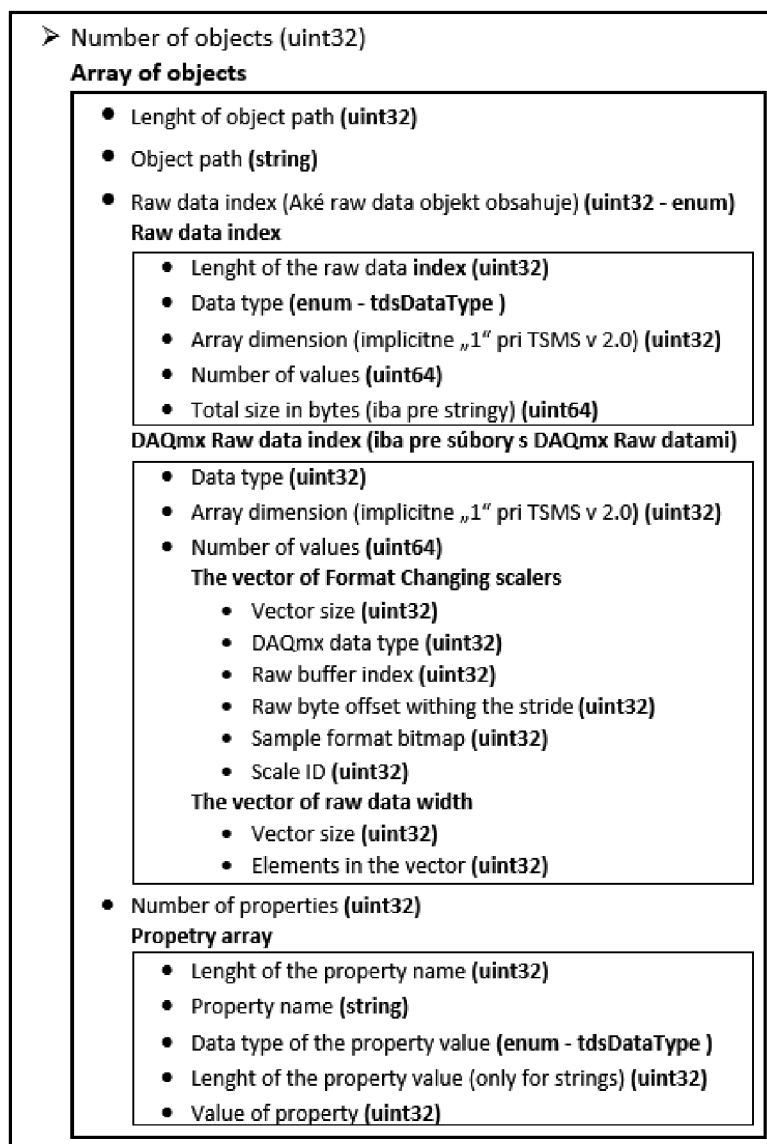 ➢ Number of objects (uint32)
Array of objects
• Lenght of object path (uint32)
• Object path (string)
• Raw data index (Aké raw data objekt obsahuje) (uint32 - enum)
Raw data index
• Lenght of the raw data index (uint32)
• Data type (enum - tdsDataType )
• Array dimension (implicitne „1“ pri TSMS v 2.0) (uint32)
• Number of values (uint64)
• Total size in bytes (iba pre stringy) (uint64)
DAQmx Raw data index (iba pre súbory s DAQmx Raw datami)
• Data type (uint32)
• Array dimension (implicitne „1“ pri TSMS v 2.0) (uint32)
• Number of values (uint64)
The vector of Format Changing scalers
• Vector size (uint32)
• DAQmx data type (uint32)
• Raw buffer index (uint32)
• Raw byte offset withing the stride (uint32)
• Sample format bitmap (uint32)
• Scale ID (uint32)
The vector of raw data width
• Vector size (uint32)
• Elements in the vector (uint32)
• Number of properties (uint32)
Propetry array
• Lenght of the property name (uint32)
• Property name (string)
• Data type of the property value (enum - tdsDataType )
• Lenght of the property value (only for strings) (uint32)
• Value of property (uint32)